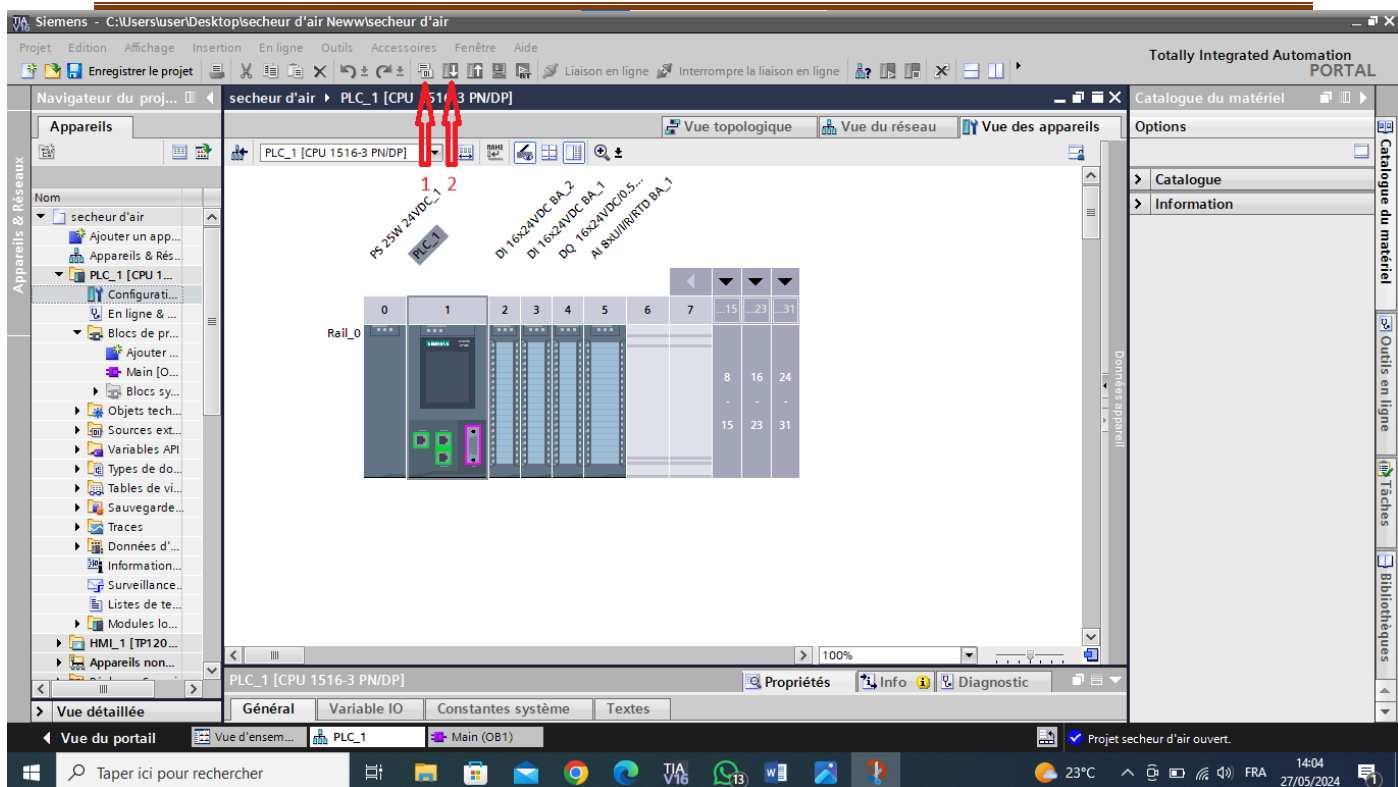 Siemens - C:\Users\user\Desktop\secheur d'air Neww\secheur d'air
Projet Edition Affichage Insertion En ligne Outils Accessoires Fenêtre Aide
Totally Integrated Automation
PORTAL
Enregistrer le projet Liaison en ligne Interrompre la liaison en ligne
Navigateur du proj...
secheur d'air PLC_1 [CPU 1516-3 PN/DP]
Catalogue du matériel
Appareils
Vue topologique Vue du réseau Vue des appareils
Options
PLC_1 [CPU 1516-3 PN/DP]
1 2
Catalogue
Information
Nom
secheur d'air
Ajouter un app...
Appareils & Rés...
PLC_1 [CPU 1...
Configurati...
En ligne & ...
Blocs de pr...
Ajouter ...
Main [O...
Blocs sy...
Objets tech...
Sources ext...
Variables API
Types de do...
Tables de vi...
Sauvegarde...
Traces
Données d'...
Information...
Surveillance..
Listes de te...
Modules lo...
HMI_1 [TP120...
Appareils non...
Vue détaillée
Appareils & Réseaux
PS 25W 24VDC_1
PLC_1
DI 16x24VDC BA_2
DI 16x24VDC BA_1
DQ 16x24VDC/0.5...
AI 8xU/I/R/RTD BA_1
0 1 2 3 4 5 6 7 ...15 ...23 ...31
Rail_0
SIEMENS
8 16 24
- - -
15 23 31
Données appareil
100%
PLC_1 [CPU 1516-3 PN/DP]
Propriétés Info Diagnostic
Général Variable IO Constantes système Textes
Catalogue du matériel
Outils en ligne
Tâches
Bibliothèques
Vue du portail Vue d'ensem... PLC_1 Main (OB1)
Projet secheur d'air ouvert.
Taper ici pour rechercher
TIA
V16
13
23°C
FRA
14:04
27/05/2024
1